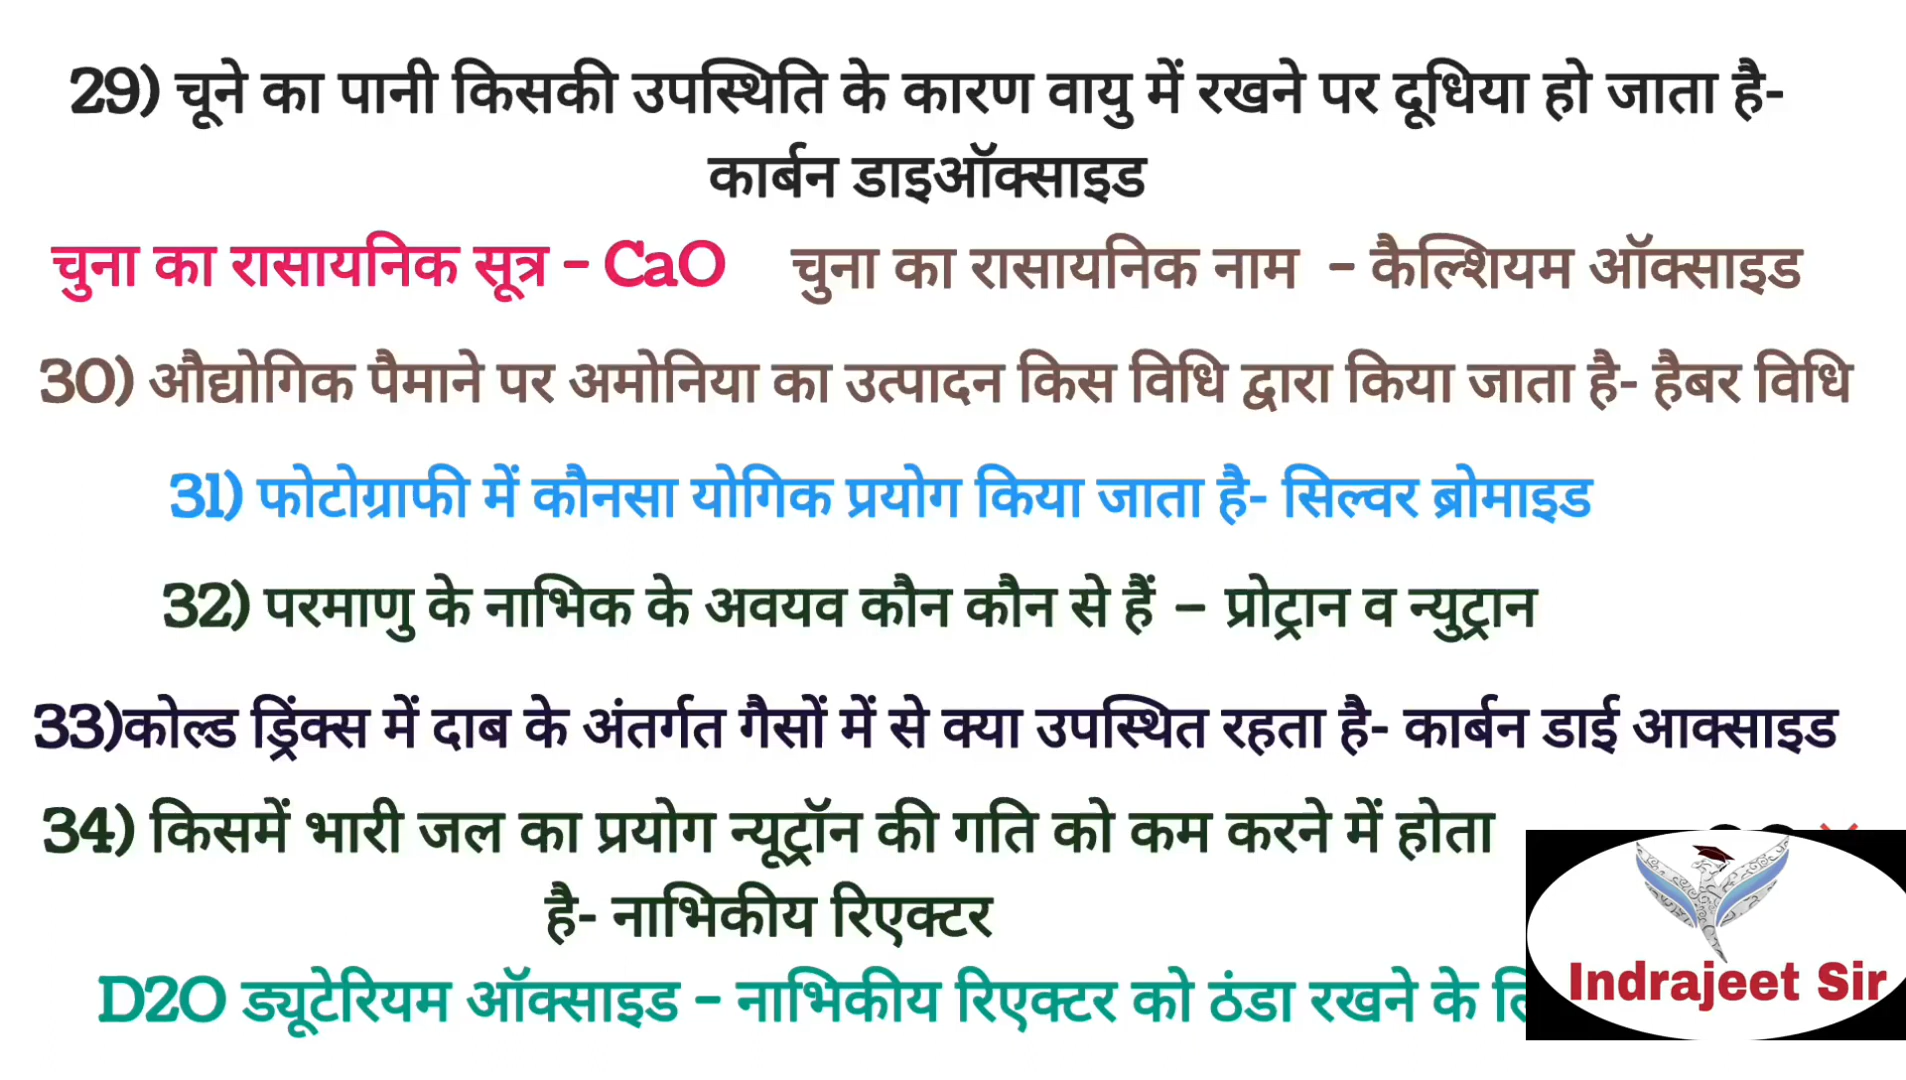 29) चूने का पानी किसकी उपस्थिति के कारण वायु में रखने पर दूधिया हो जाता है-
कार्बन डाइऑक्साइड
चुना का रासायनिक सूत्र - CaO चुना का रासायनिक नाम - कैल्शियम ऑक्साइड
30) औद्योगिक पैमाने पर अमोनिया का उत्पादन किस विधि द्वारा किया जाता है- हैबर विधि
31) फोटोग्राफी में कौनसा योगिक प्रयोग किया जाता है- सिल्वर ब्रोमाइड
32) परमाणु के नाभिक के अवयव कौन कौन से हैं – प्रोट्रान व न्युट्रान
33)कोल्ड ड्रिंक्स में दाब के अंतर्गत गैसों में से क्या उपस्थित रहता है- कार्बन डाई आक्साइड
34) किसमें भारी जल का प्रयोग न्यूट्रॉन की गति को कम करने में होता
है- नाभिकीय रिएक्टर
D2O ड्यूटेरियम ऑक्साइड - नाभिकीय रिएक्टर को ठंडा रखने के
Indrajeet Sir